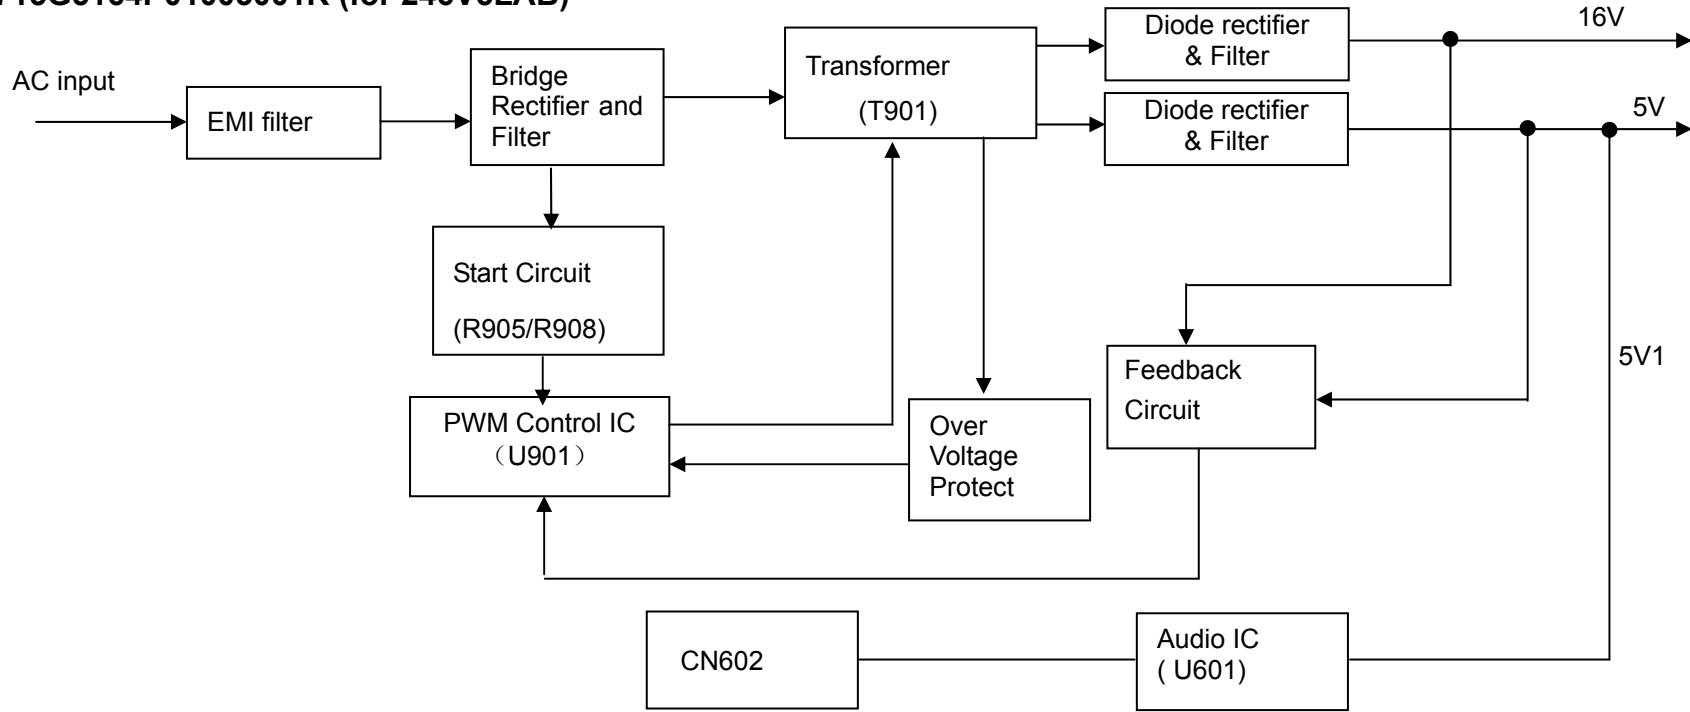 16V
Diode rectifier
& Filter
AC input
EMI filter
Bridge
Rectifier and
Filter
Transformer
(T901)
Diode rectifier
& Filter
5V
Start Circuit
(R905/R908)
Feedback
Circuit
5V1
PWM Control IC
（U901）
Over
Voltage
Protect
CN602
Audio IC
( U601)